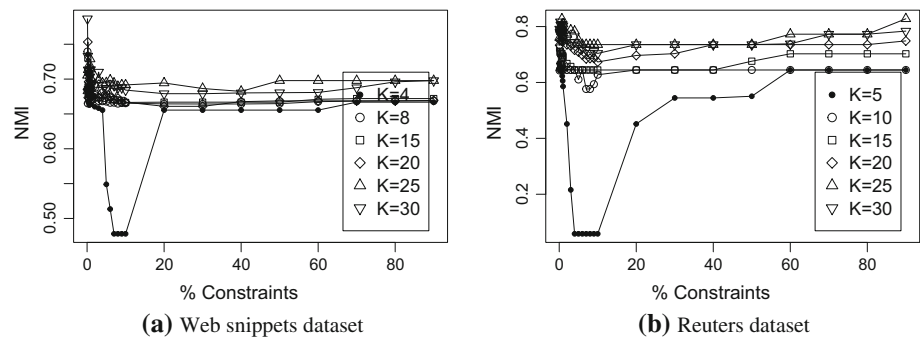 NMI
0.50
0.70
0 20 40 60 80
% Constraints
K=4
K=8
K=15
K=20
K=25
K=30
(a) Web snippets dataset
NMI
0.2
0.4
0.6
0.8
0 20 40 60 80
% Constraints
K=5
K=10
K=15
K=20
K=25
K=30
(b) Reuters dataset